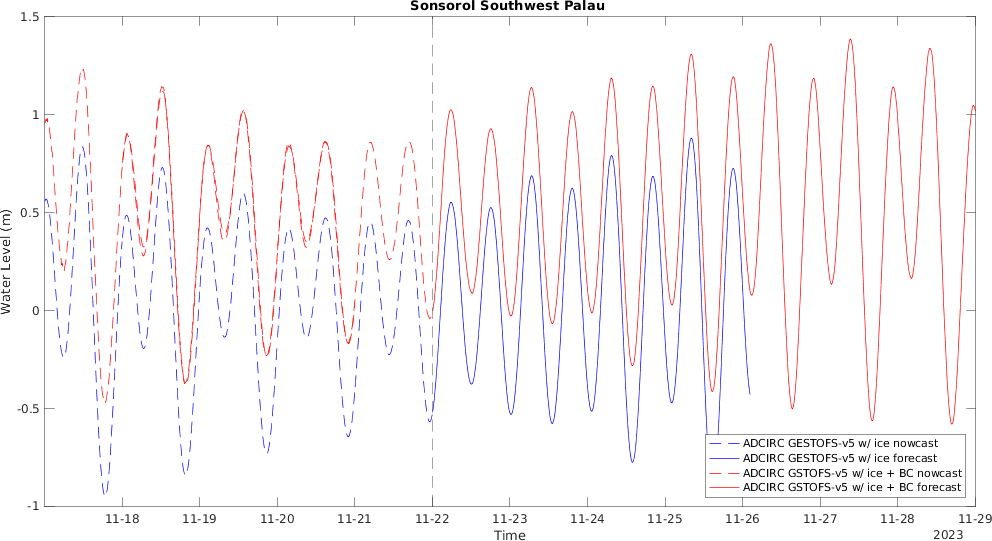 Sonsorol Southwest Palau
1.5
1
0.5
0
-0.5
-1
Water Level (m)
11-18
11-19
11-20
11-21
11-22
11-23
11-24
11-25
11-26
11-27
11-28
11-29
Time
2023
ADCIRC GESTOFS-v5 w/ ice nowcast
ADCIRC GESTOFS-v5 w/ ice forecast
ADCIRC GSTOFS-v5 w/ ice + BC nowcast
ADCIRC GSTOFS-v5 w/ ice + BC forecast